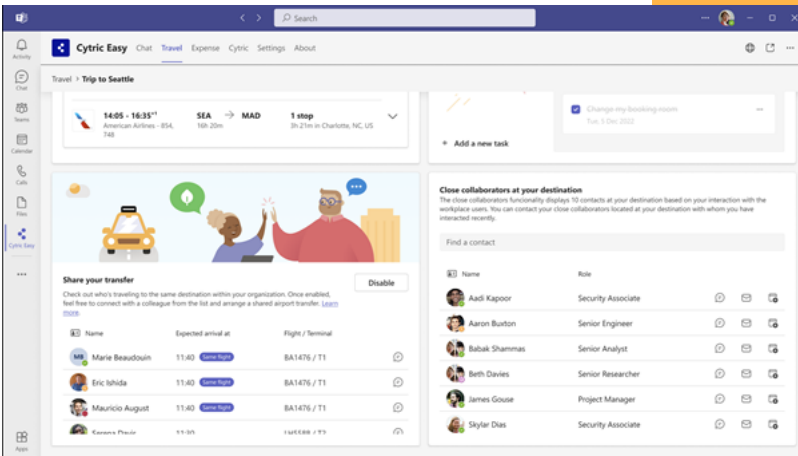 Search
Activity
Chat
Teams
Calendar
Calls
Files
Cytric Easy
Apps
Cytric Easy Chat Travel Expense Cytric Settings About
Travel > Trip to Seattle
14:05 - 16:35+1 SEA → MAD 1 stop
American Airlines - 854, 748
16h 20m
3h 21m in Charlotte, NC, US
Change my booking room
Tue, 5 Dec 2022
+ Add a new task
Share your transfer
Disable
Check out who's traveling to the same destination within your organization. Once enabled,
feel free to connect with a colleague from the list and arrange a shared airport transfer. Learn
more.
Name Expected arrival at Flight / Terminal
MB Marie Beaudouin 11:40 Same flight BA1476 / T1
Eric Ishida 11:40 Same flight BA1476 / T1
Mauricio August 11:40 Same flight BA1476 / T1
Serena Davis 11:30 LH5588 / T2
Close collaborators at your destination
The close collaborators funcionality displays 10 contacts at your destination based on your interaction with the
workplace users. You can contact your close collaborators located at your destination with whom you have
interacted recently.
Find a contact
Name Role
Aadi Kapoor Security Associate
Aaron Buxton Senior Engineer
Babak Shammas Senior Analyst
Beth Davies Senior Researcher
James Gouse Project Manager
Skylar Dias Security Associate